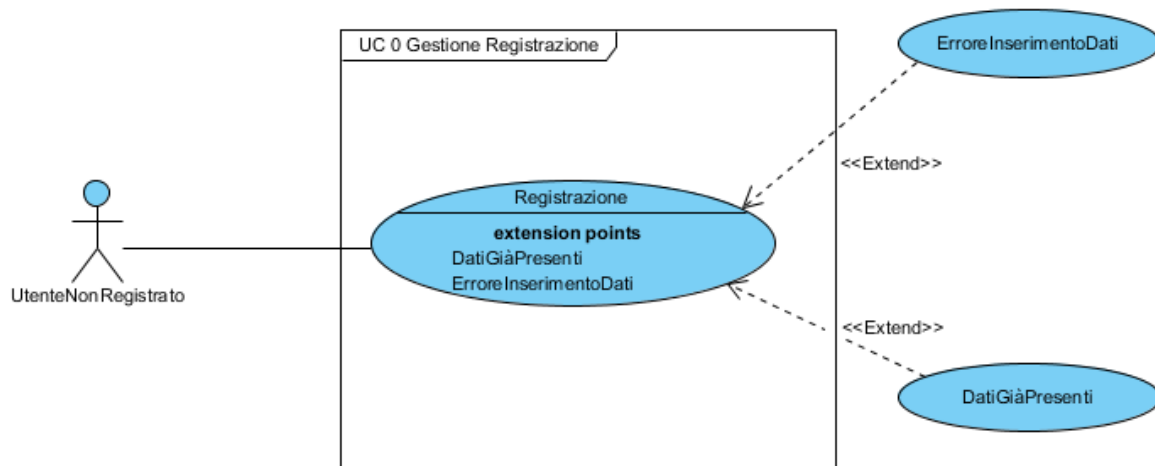 UC 0 Gestione Registrazione
ErroreInserimentoDati
<<Extend>>
Registrazione
extension points
DatiGiàPresenti
ErroreInserimentoDati
UtenteNonRegistrato
<<Extend>>
DatiGiàPresenti